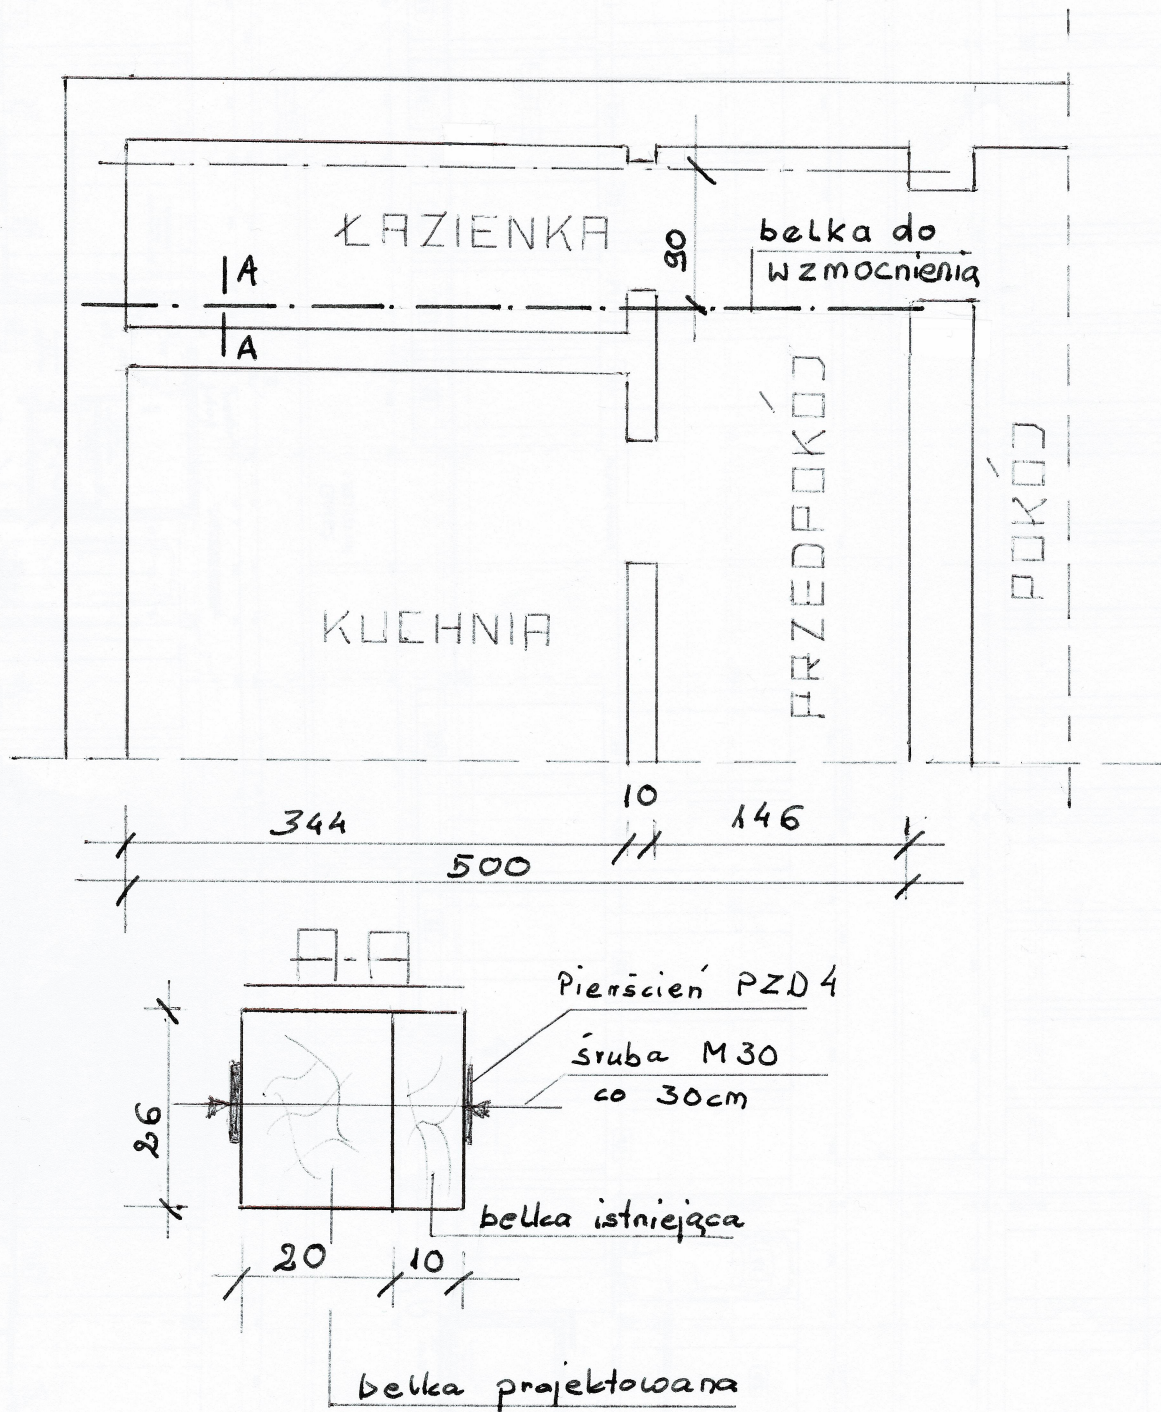 ŁAZIENKA
90
belka do
wzmocnienia
A
A
PRZEDPOKÓJ
POKÓJ
KUCHNIA
10
344
146
500
A-A
Pierścień PZD4
śruba M30
co 30cm
26
belka istniejąca
20
10
belka projektowana